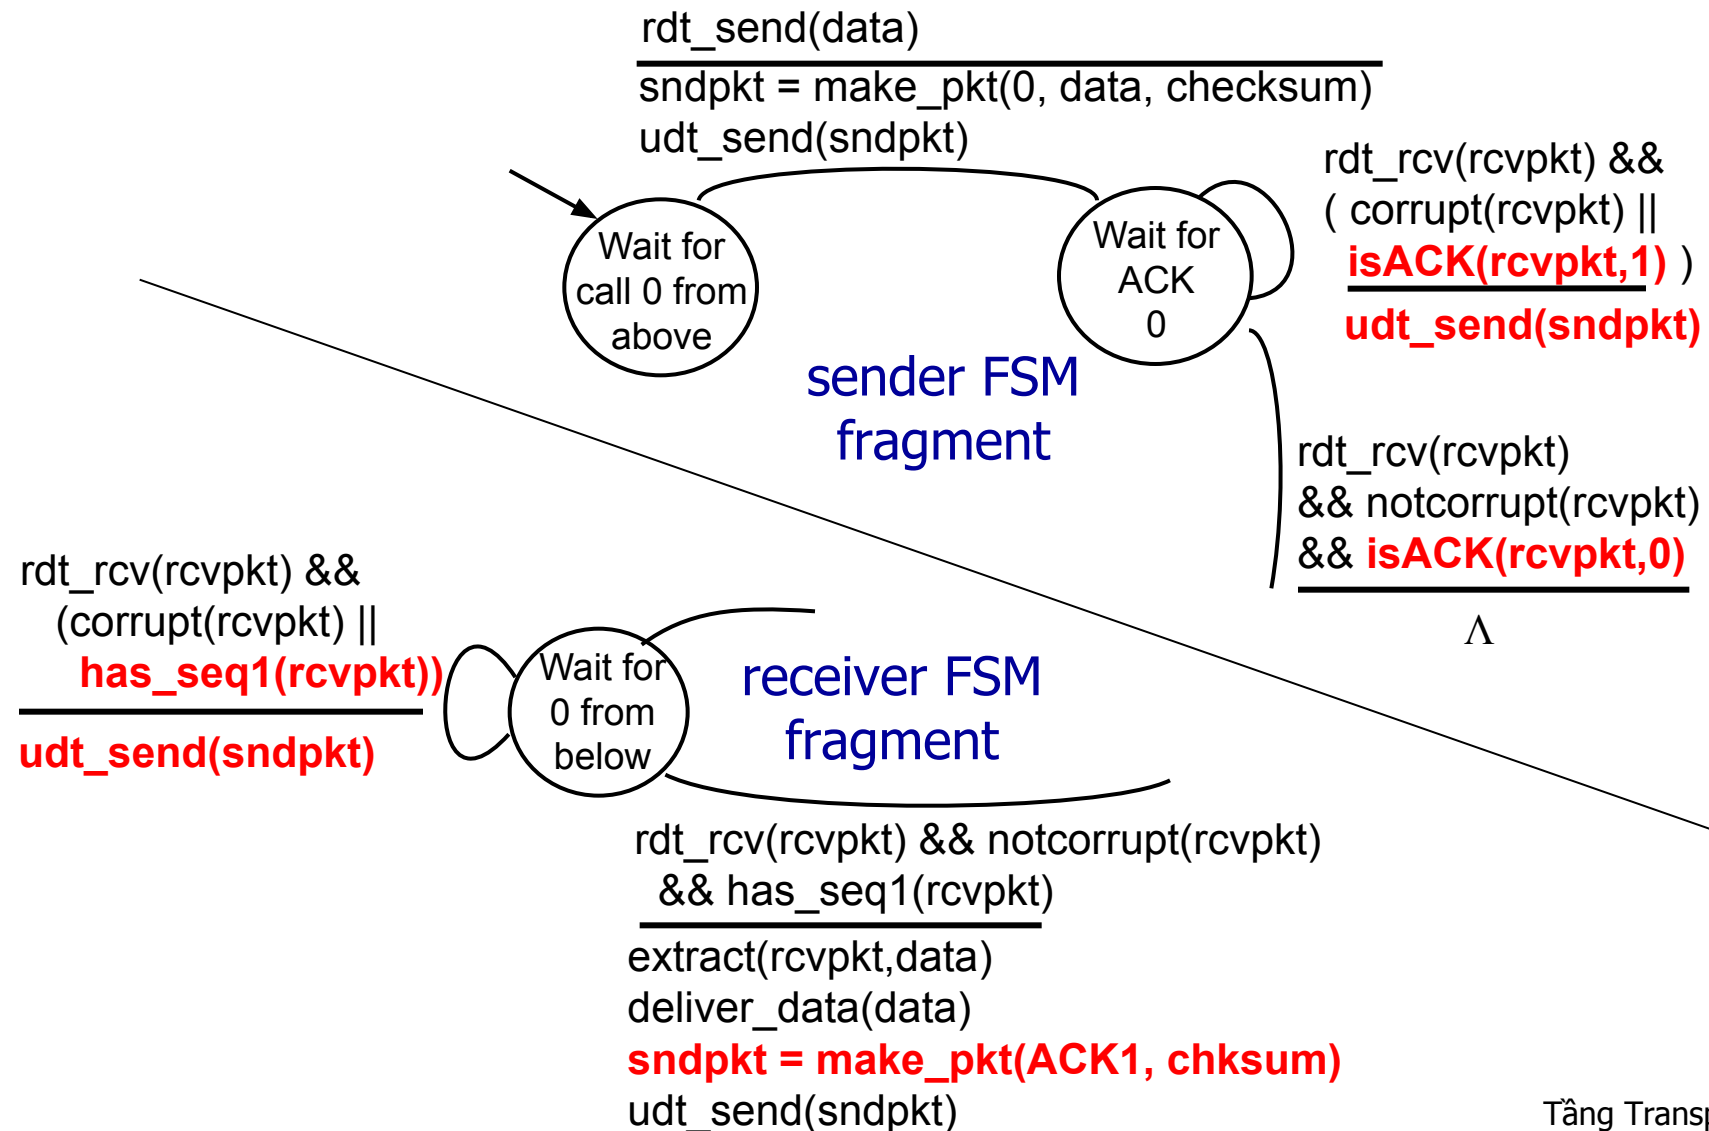 rdt_send(data)
sndpkt = make_pkt(0, data, checksum)
udt_send(sndpkt)
Wait for
call 0 from
above
Wait for
ACK
0
rdt_rcv(rcvpkt) &&
( corrupt(rcvpkt) ||
isACK(rcvpkt,1) )
udt_send(sndpkt)
sender FSM
fragment
rdt_rcv(rcvpkt)
&& notcorrupt(rcvpkt)
&& isACK(rcvpkt,0)
Λ
rdt_rcv(rcvpkt) &&
(corrupt(rcvpkt) ||
has_seq1(rcvpkt))
udt_send(sndpkt)
Wait for
0 from
below
receiver FSM
fragment
rdt_rcv(rcvpkt) && notcorrupt(rcvpkt)
&& has_seq1(rcvpkt)
extract(rcvpkt,data)
deliver_data(data)
sndpkt = make_pkt(ACK1, chksum)
udt_send(sndpkt)
Tầng Transp